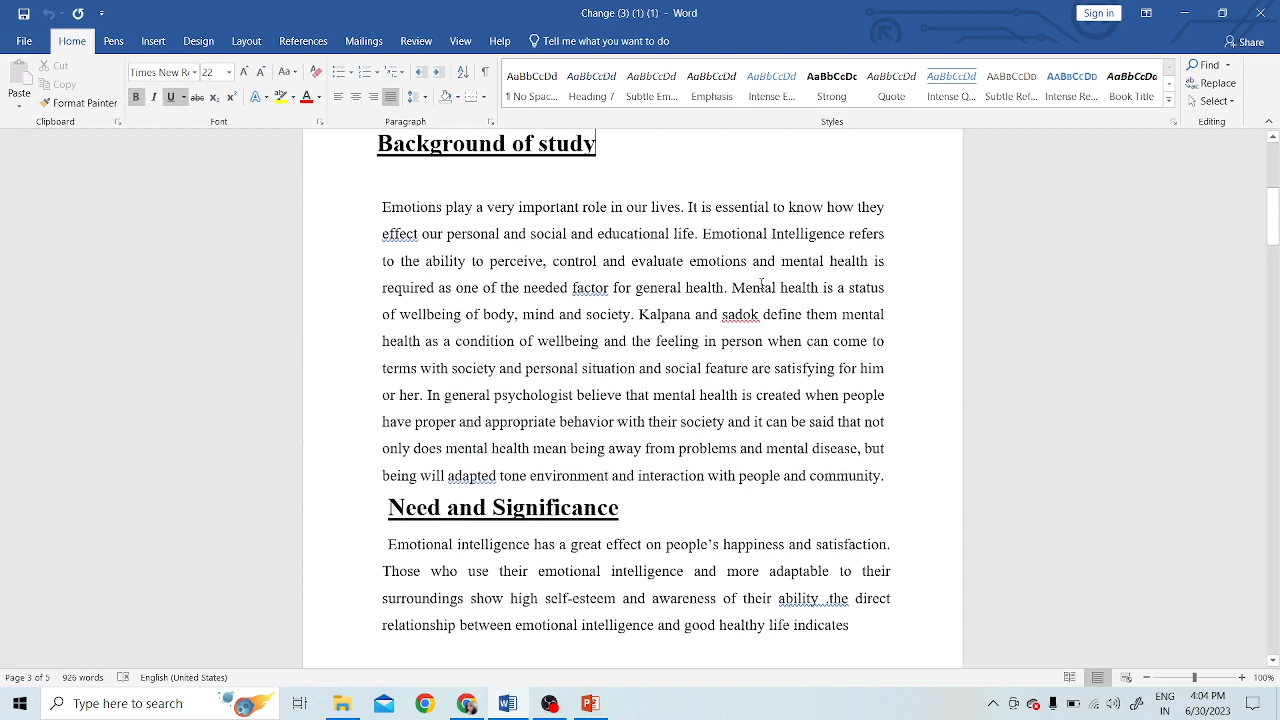 Change (3) (1) (1) - Word
Sign in
File Home Pens Insert Design Layout References Mailings Review View Help Tell me what you want to do Share
Paste
Cut
Copy
Format Painter
Clipboard
Times New Ro 22
Font
Paragraph
AaBbCcDd AaBbCcDd AaBbCcDd AaBbCcDd AaBbCcDd AaBbCcDc AaBbCcDd AaBbCcDd AaBbCcDd AaBbCcDd AaBbCcDd
¶ No Spac... Heading 7 Subtle Em... Emphasis Intense E... Strong Quote Intense Q... Subtle Ref... Intense Re... Book Title
Styles
Find
Replace
Select
Editing
Background of study
Emotions play a very important role in our lives. It is essential to know how they
effect our personal and social and educational life. Emotional Intelligence refers
to the ability to perceive, control and evaluate emotions and mental health is
required as one of the needed factor for general health. Mental health is a status
of wellbeing of body, mind and society. Kalpana and sadok define them mental
health as a condition of wellbeing and the feeling in person when can come to
terms with society and personal situation and social feature are satisfying for him
or her. In general psychologist believe that mental health is created when people
have proper and appropriate behavior with their society and it can be said that not
only does mental health mean being away from problems and mental disease, but
being will adapted tone environment and interaction with people and community.
Need and Significance
Emotional intelligence has a great effect on people’s happiness and satisfaction.
Those who use their emotional intelligence and more adaptable to their
surroundings show high self-esteem and awareness of their ability .the direct
relationship between emotional intelligence and good healthy life indicates
Page 3 of 5 926 words English (United States) 100%
Type here to search
ENG
IN
4:04 PM
6/30/2023